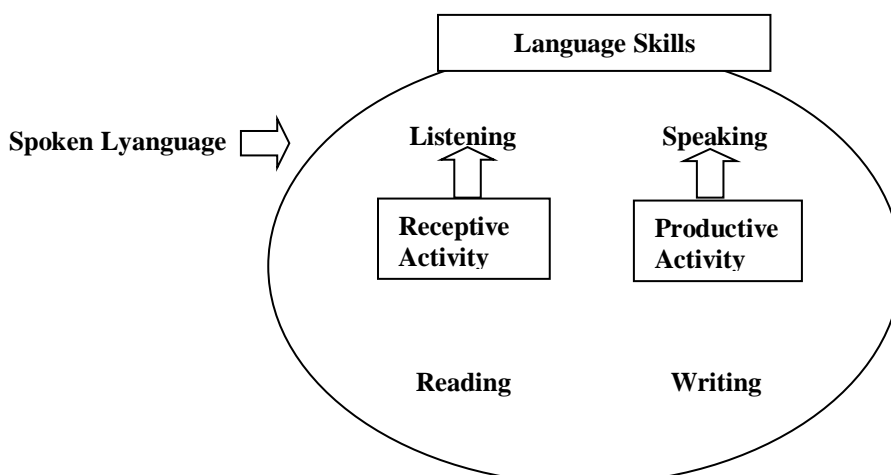 Language Skills
Spoken Lyanguage
Listening
Speaking
Receptive
Activity
Productive
Activity
Reading
Writing